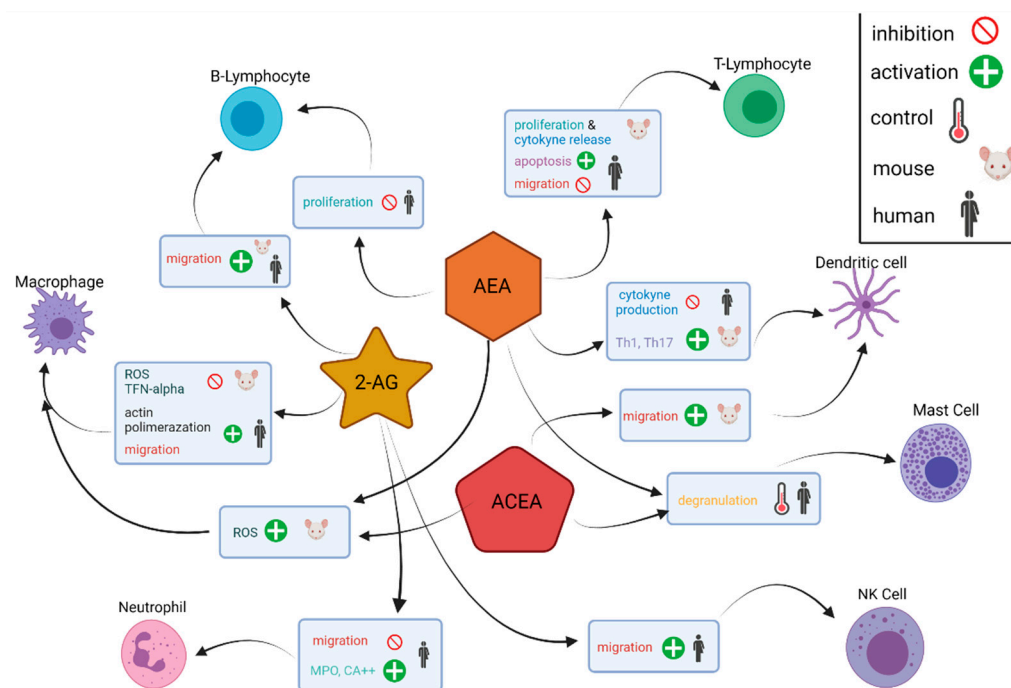 inhibition
activation
control
mouse
human
B-Lymphocyte
T-Lymphocyte
proliferation &
cytokyne release
apoptosis
migration
proliferation
migration
Macrophage
AEA
Dendritic cell
cytokyne
production
Th1, Th17
2-AG
ROS
TFN-alpha
actin
polimerazation
migration
migration
Mast Cell
ACEA
degranulation
ROS
Neutrophil
NK Cell
migration
MPO, CA++
migration